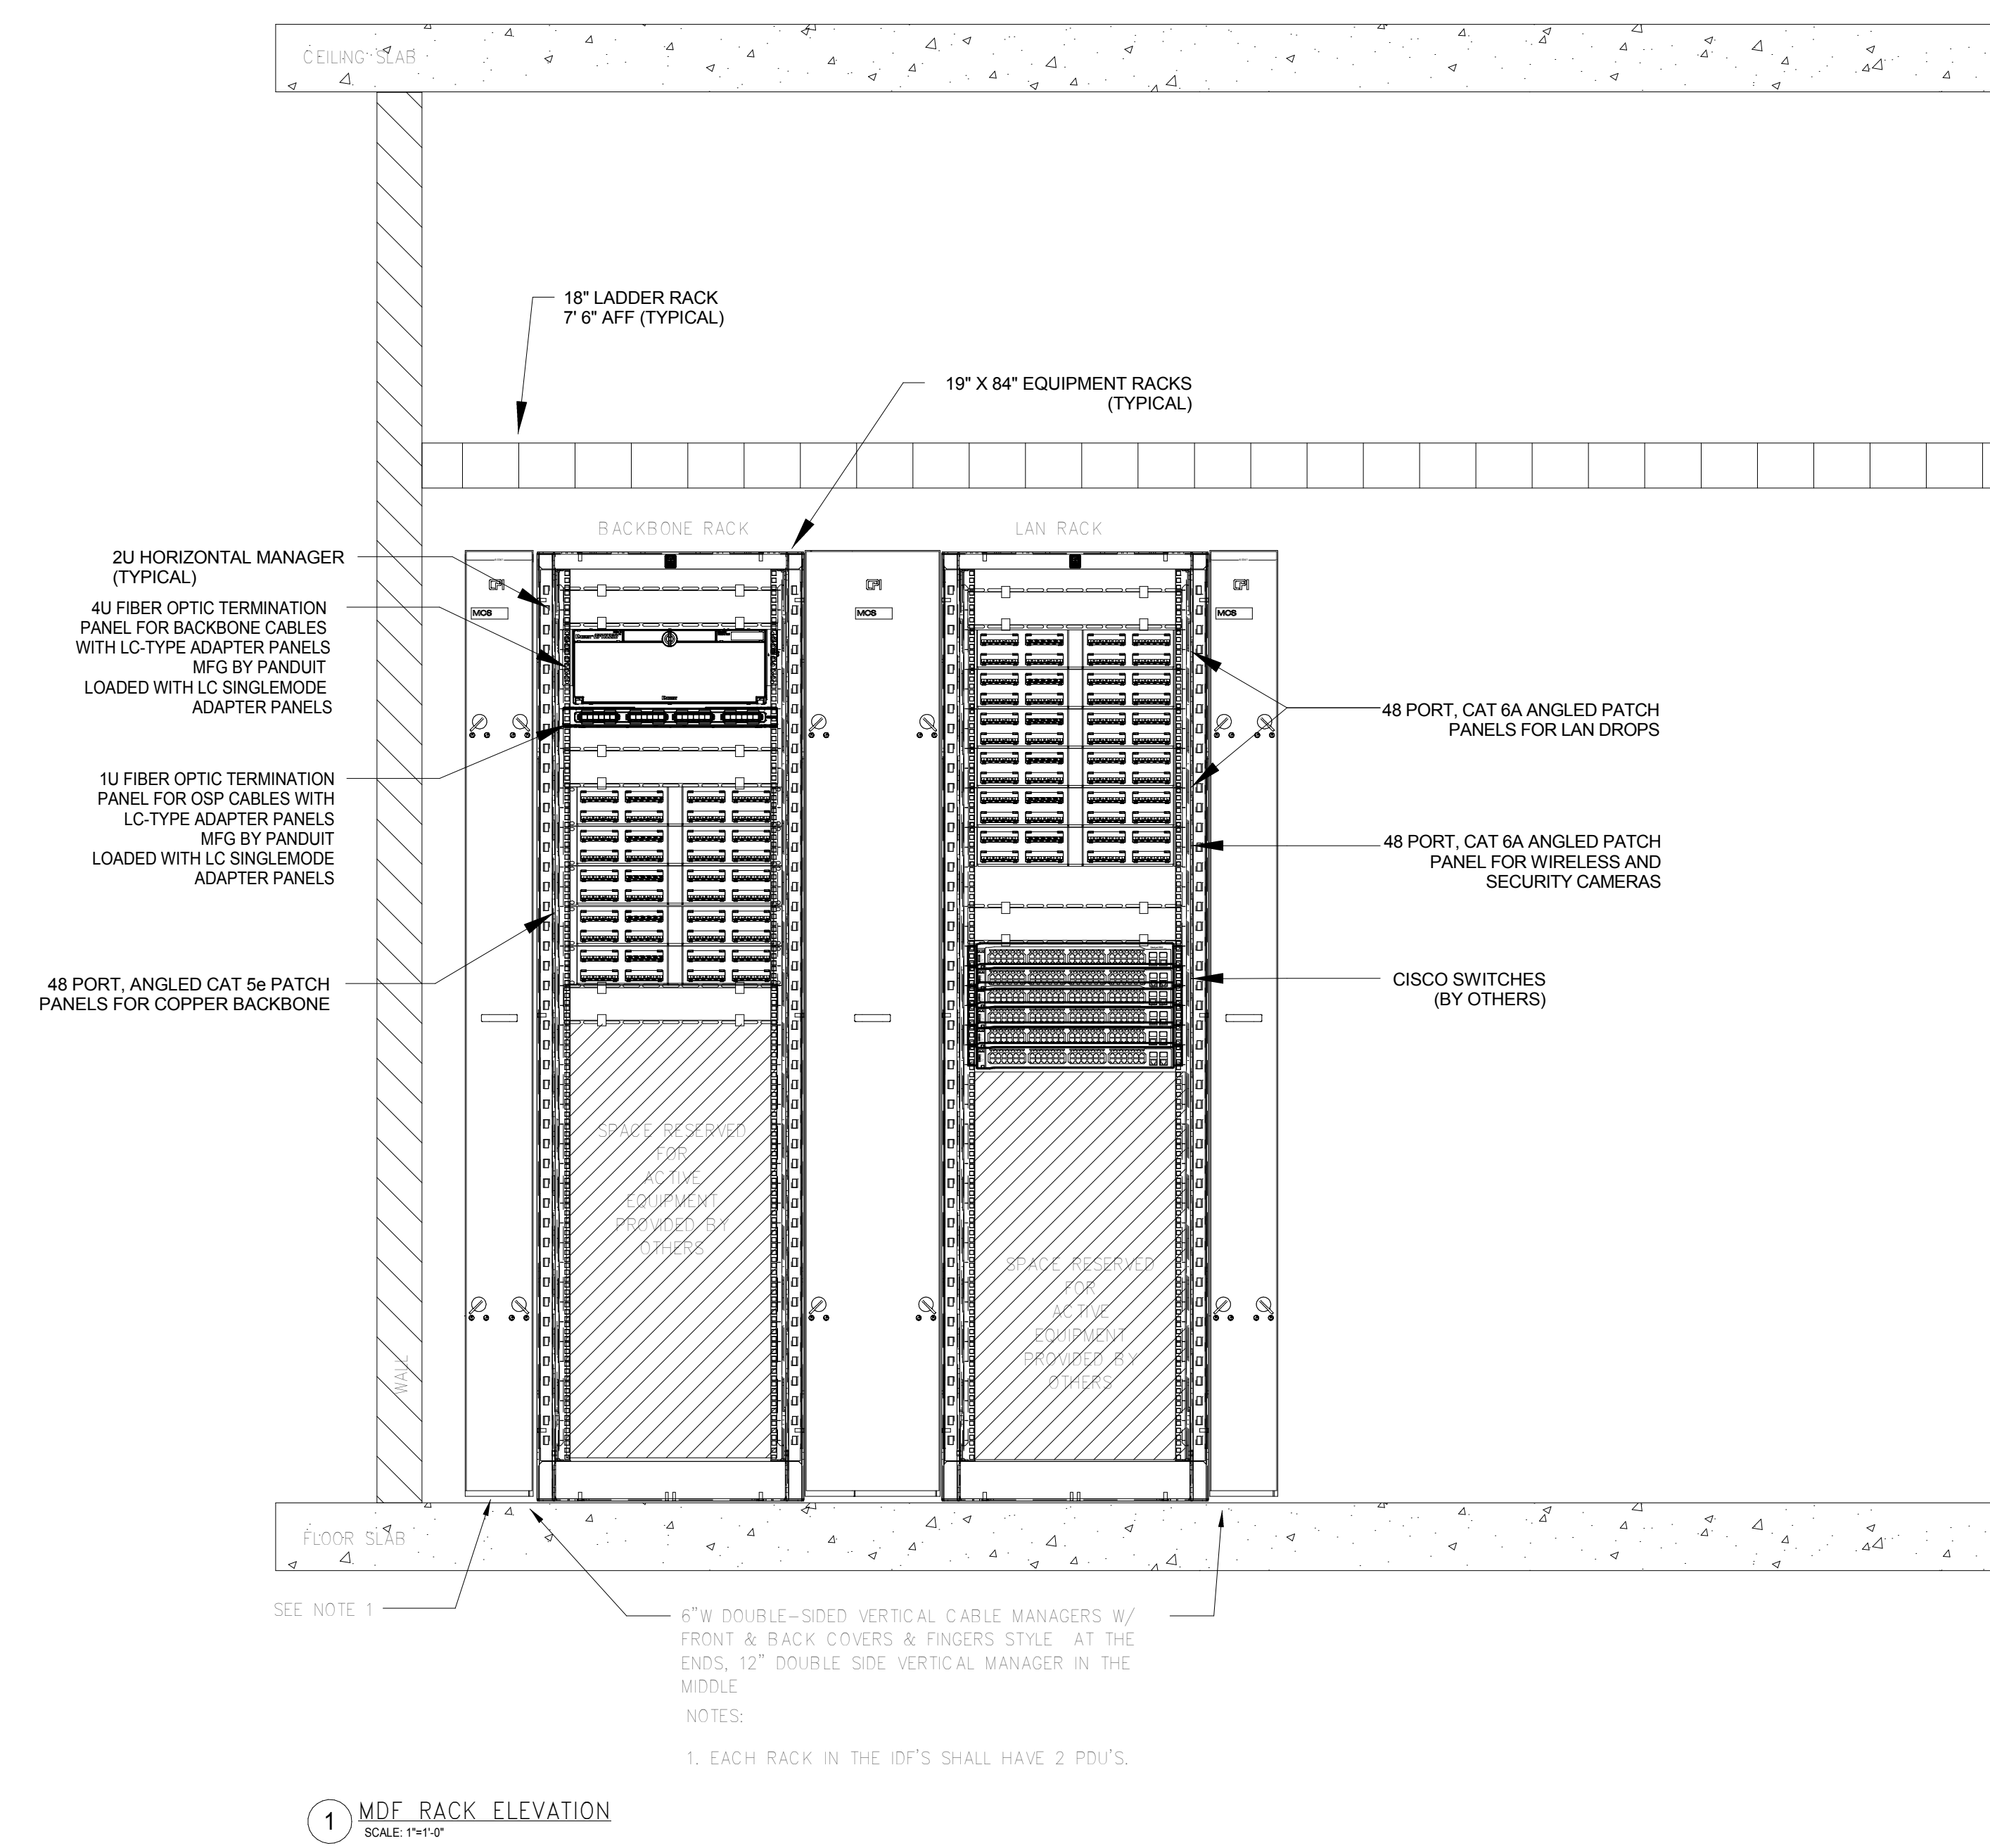 CEILING SLAB
18" LADDER RACK
7' 6" AFF (TYPICAL)
19" X 84" EQUIPMENT RACKS
(TYPICAL)
BACKBONE RACK
LAN RACK
2U HORIZONTAL MANAGER
(TYPICAL)
4U FIBER OPTIC TERMINATION
PANEL FOR BACKBONE CABLES
WITH LC-TYPE ADAPTER PANELS
MFG BY PANDUIT
LOADED WITH LC SINGLEMODE
ADAPTER PANELS
1U FIBER OPTIC TERMINATION
PANEL FOR OSP CABLES WITH
LC-TYPE ADAPTER PANELS
MFG BY PANDUIT
LOADED WITH LC SINGLEMODE
ADAPTER PANELS
48 PORT, ANGLED CAT 5e PATCH
PANELS FOR COPPER BACKBONE
CPI
MCS
CPI
MCS
CPI
MCS
48 PORT, CAT 6A ANGLED PATCH
PANELS FOR LAN DROPS
48 PORT, CAT 6A ANGLED PATCH
PANEL FOR WIRELESS AND
SECURITY CAMERAS
CISCO SWITCHES
(BY OTHERS)
SPACE RESERVED
FOR
ACTIVE
EQUIPMENT
PROVIDED BY
OTHERS
SPACE RESERVED
FOR
ACTIVE
EQUIPMENT
PROVIDED BY
OTHERS
WALL
FLOOR SLAB
SEE NOTE 1
6"W DOUBLE-SIDED VERTICAL CABLE MANAGERS W/
FRONT & BACK COVERS & FINGERS STYLE AT THE
ENDS, 12" DOUBLE SIDE VERTICAL MANAGER IN THE
MIDDLE
NOTES:
1. EACH RACK IN THE IDF'S SHALL HAVE 2 PDU'S.
1
MDF RACK ELEVATION
SCALE: 1"=1'-0"